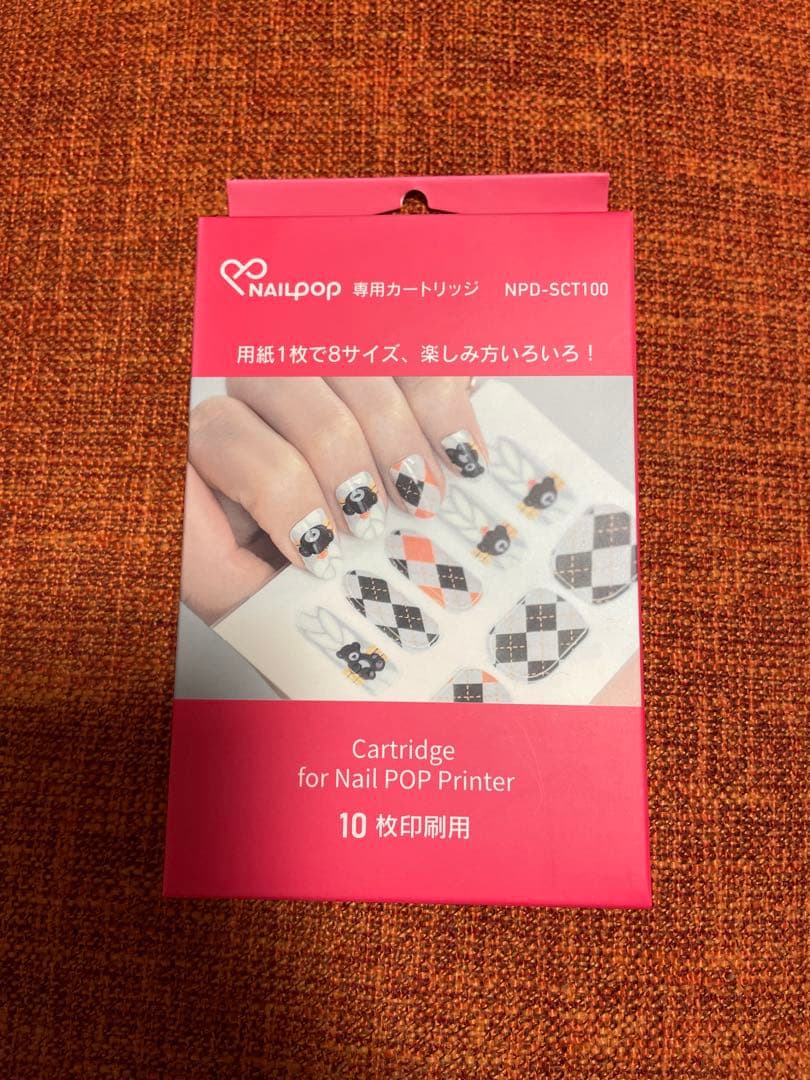 NAILPOP 専用カートリッジ NPD-SCT100
用紙1枚で8サイズ、楽しみ方いろいろ！
Cartridge
for Nail POP Printer
10 枚印刷用